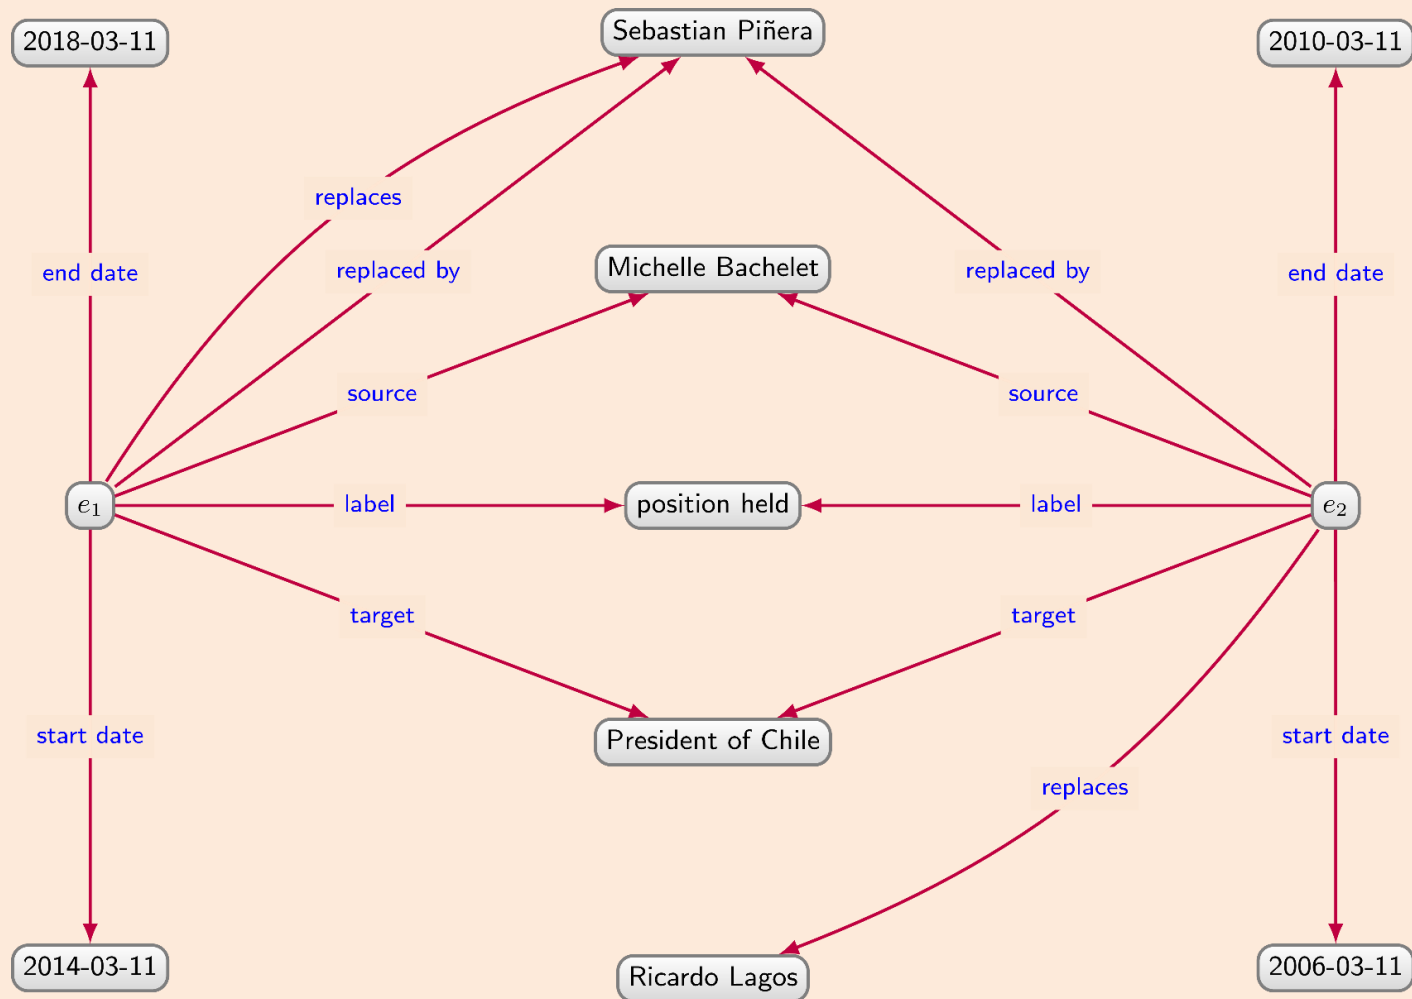 2018-03-11
Sebastian Piñera
2010-03-11
replaces
end date
replaced by
Michelle Bachelet
replaced by
end date
source
source
e1
label
position held
label
e2
target
target
start date
President of Chile
start date
replaces
2014-03-11
Ricardo Lagos
2006-03-11